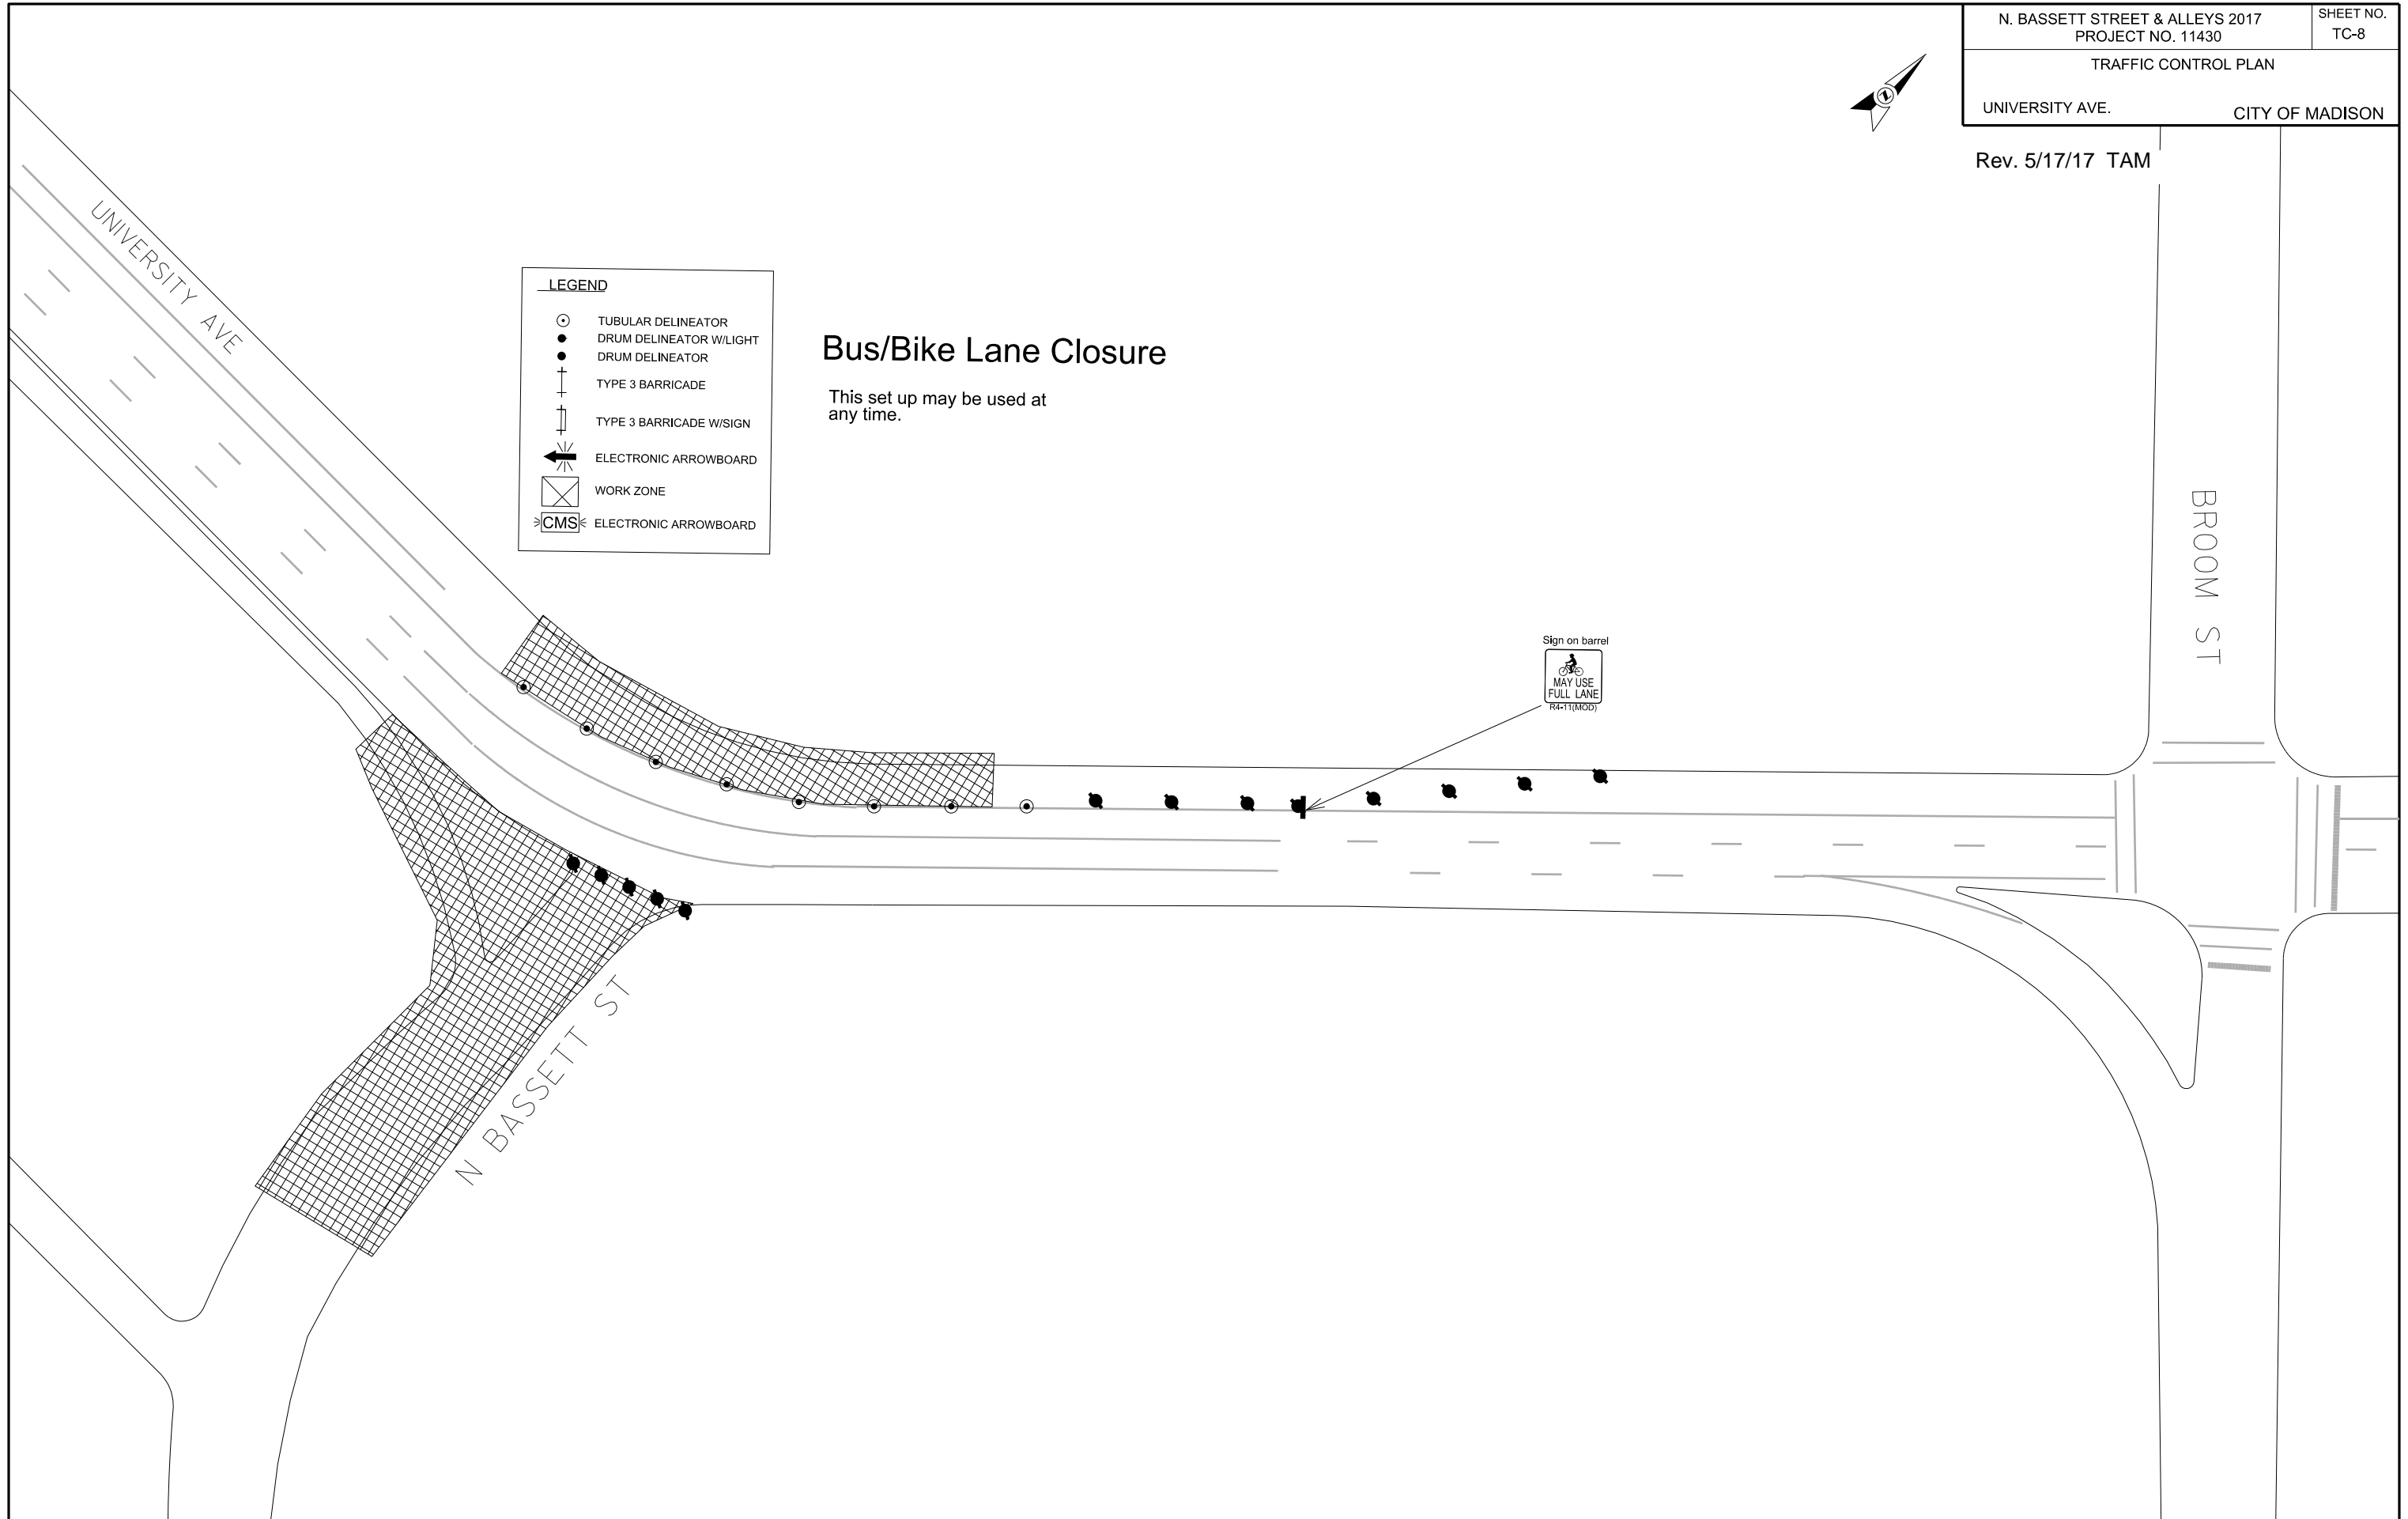 N. BASSETT STREET & ALLEYS 2017
PROJECT NO. 11430
SHEET NO.
TC-8
TRAFFIC CONTROL PLAN
UNIVERSITY AVE.
CITY OF MADISON
Rev. 5/17/17 TAM
UNIVERSITY AVE
LEGEND
TUBULAR DELINEATOR
DRUM DELINEATOR W/LIGHT
DRUM DELINEATOR
TYPE 3 BARRICADE
TYPE 3 BARRICADE W/SIGN
ELECTRONIC ARROWBOARD
WORK ZONE
CMS ELECTRONIC ARROWBOARD
Bus/Bike Lane Closure
This set up may be used at
any time.
BROOM ST
Sign on barrel
MAY USE
FULL LANE
R4-11(MOD)
N BASSETT ST